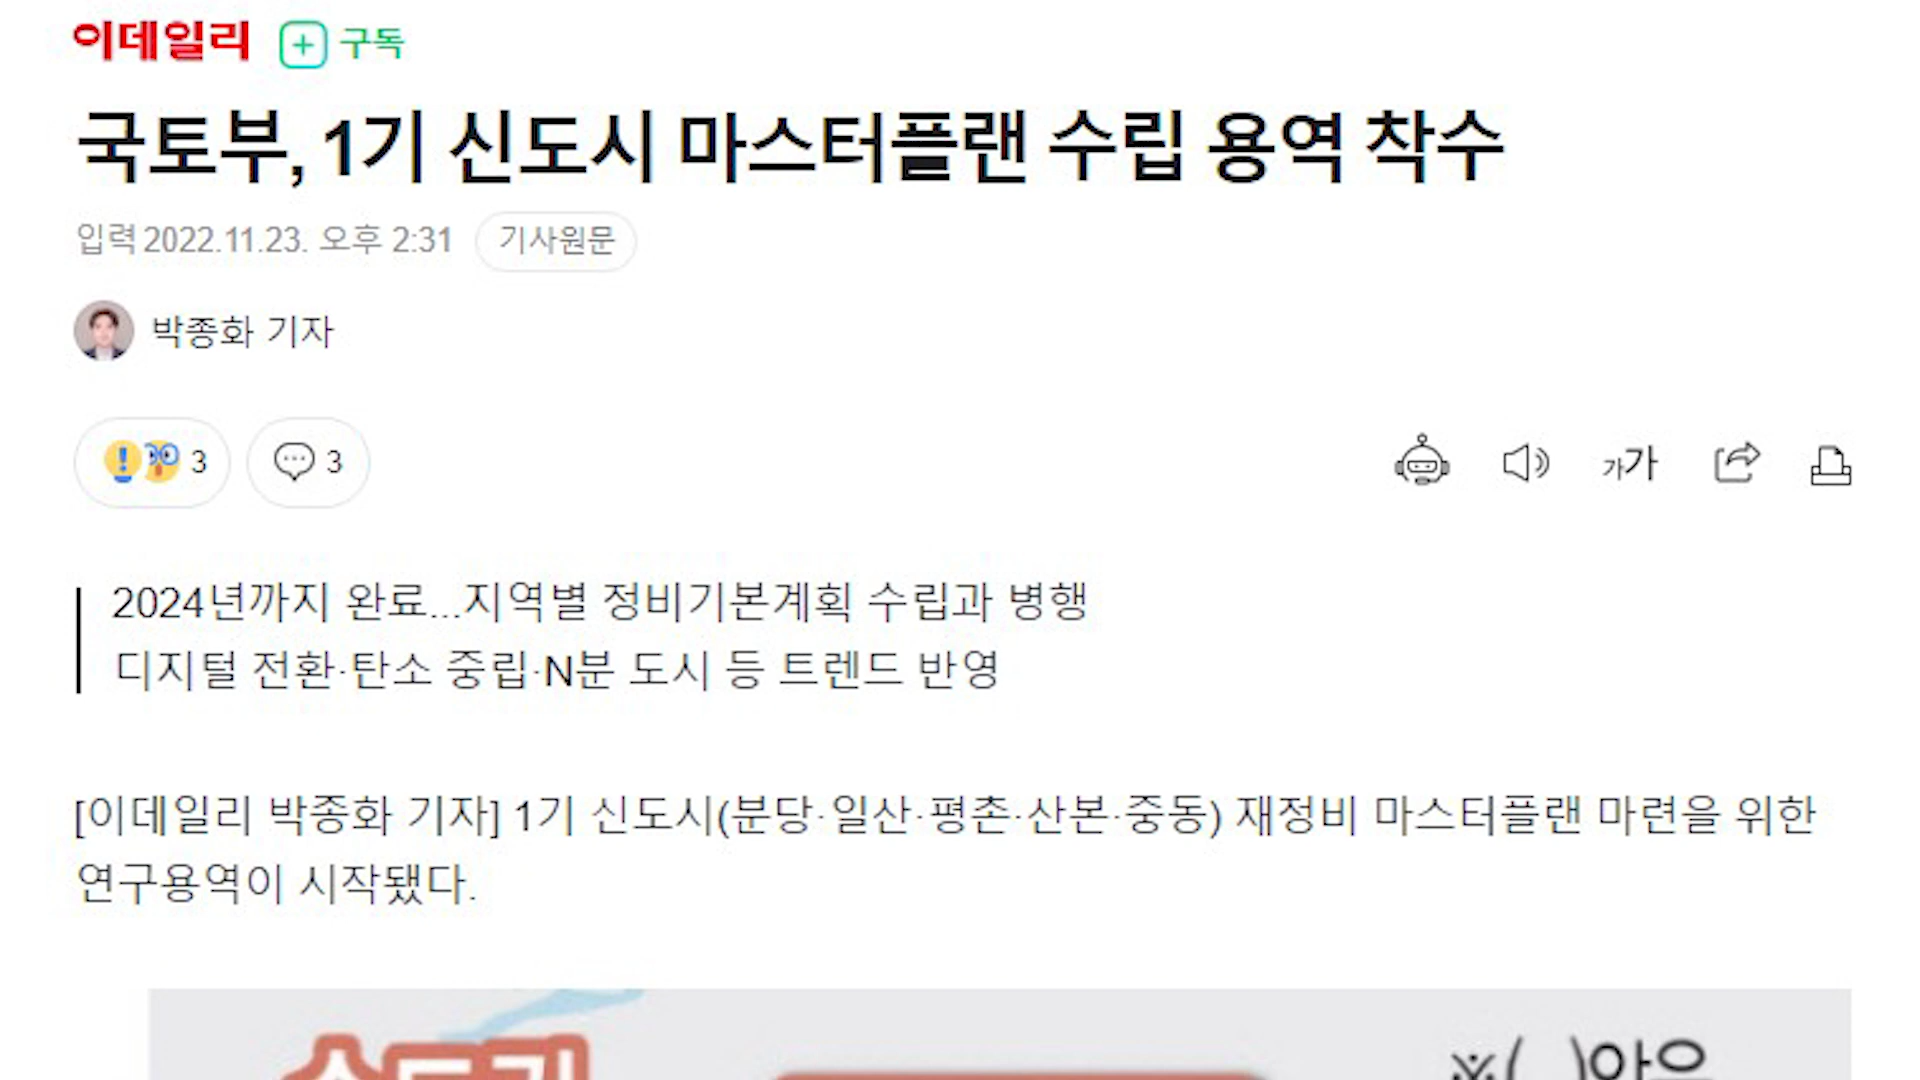 이데일리 구독
국토부, 1기 신도시 마스터플랜 수립 용역 착수
입력 2022.11.23. 오후 2:31 기사원문
박종화 기자
3 3 가가
2024년까지 완료...지역별 정비기본계획 수립과 병행
디지털 전환·탄소 중립·N분 도시 등 트렌드 반영
[이데일리 박종화 기자] 1기 신도시(분당·일산·평촌·산본·중동) 재정비 마스터플랜 마련을 위한
연구용역이 시작됐다.